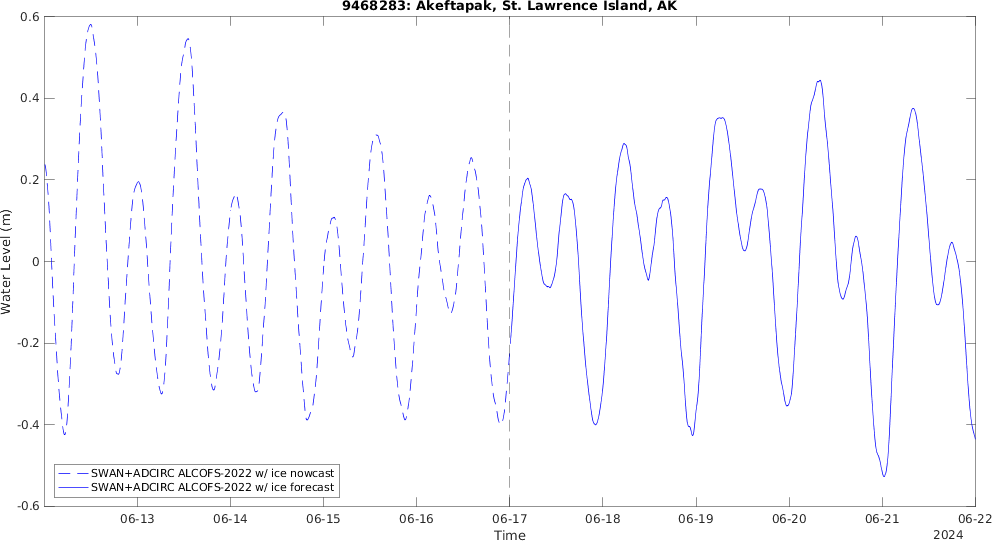 9468283: Akeftapak, St. Lawrence Island, AK
Water Level (m)
0.6
0.4
0.2
0
-0.2
-0.4
-0.6
SWAN+ADCIRC ALCOFS-2022 w/ ice nowcast
SWAN+ADCIRC ALCOFS-2022 w/ ice forecast
06-13 06-14 06-15 06-16 06-17 06-18 06-19 06-20 06-21 06-22
Time
2024